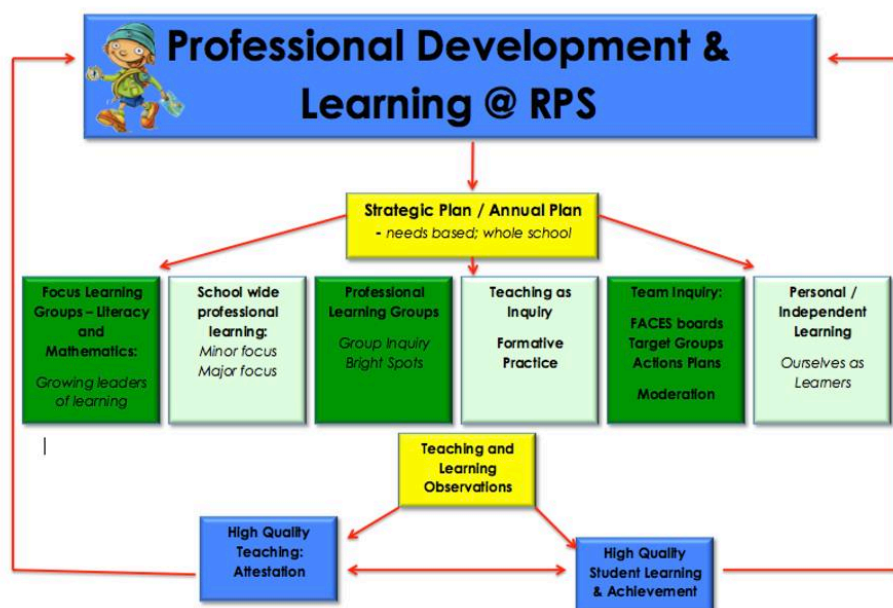 Professional Development &
Learning @ RPS
Strategic Plan / Annual Plan
- needs based; whole school
Focus Learning
Groups – Literacy
and
Mathematics:
Growing leaders
of learning
School wide
professional
learning:
Minor focus
Major focus
Professional
Learning Groups
Group Inquiry
Bright Spots
Teaching as
Inquiry
Formative
Practice
Team Inquiry:
FACES boards
Target Groups
Actions Plans
Moderation
Personal /
Independent
Learning
Ourselves as
Learners
Teaching and
Learning
Observations
High Quality
Teaching:
Attestation
High Quality
Student Learning
& Achievement